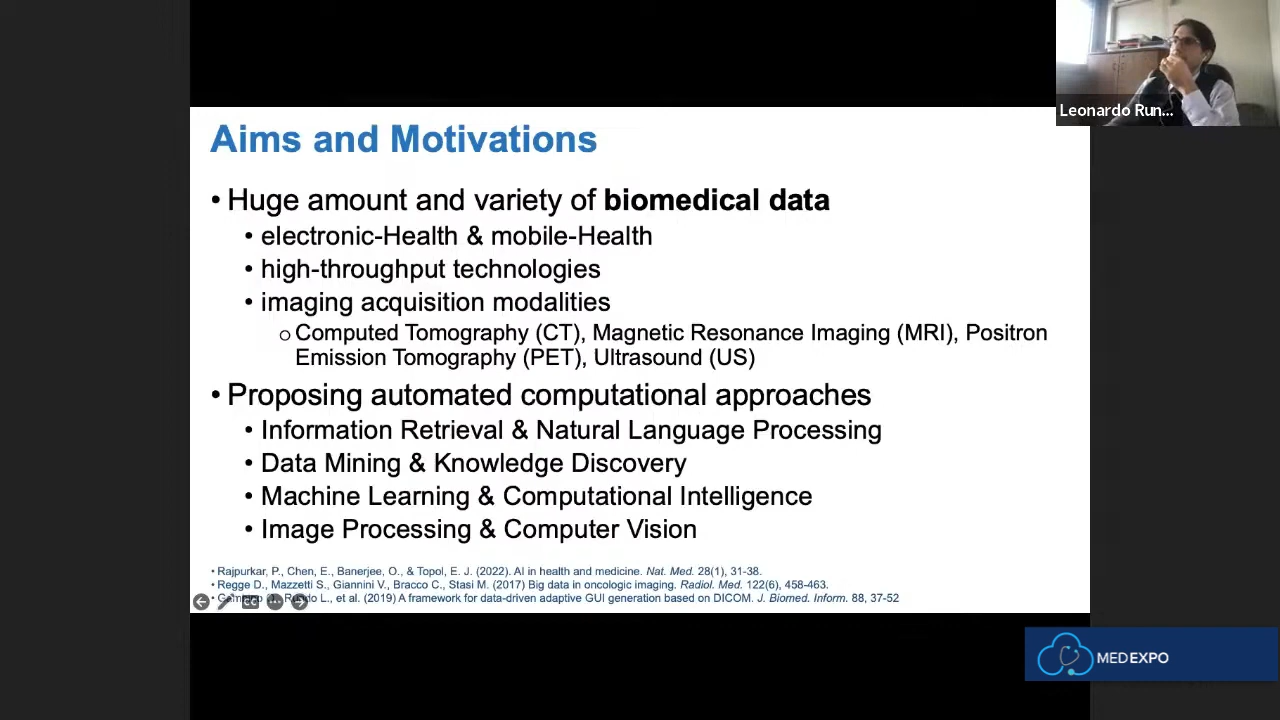 Leonardo Run...
Aims and Motivations
• Huge amount and variety of biomedical data
• electronic-Health & mobile-Health
• high-throughput technologies
• imaging acquisition modalities
o Computed Tomography (CT), Magnetic Resonance Imaging (MRI), Positron
Emission Tomography (PET), Ultrasound (US)
• Proposing automated computational approaches
• Information Retrieval & Natural Language Processing
• Data Mining & Knowledge Discovery
• Machine Learning & Computational Intelligence
• Image Processing & Computer Vision
• Rajpurkar, P., Chen, E., Banerjee, O., & Topol, E. J. (2022). AI in health and medicine. Nat. Med. 28(1), 31-38.
• Regge D., Mazzetti S., Giannini V., Bracco C., Stasi M. (2017) Big data in oncologic imaging. Radiol. Med. 122(6), 458-463.
• L., et al. (2019) A framework for data-driven adaptive GUI generation based on DICOM. J. Biomed. Inform. 88, 37-52
CC
MEDEXPO